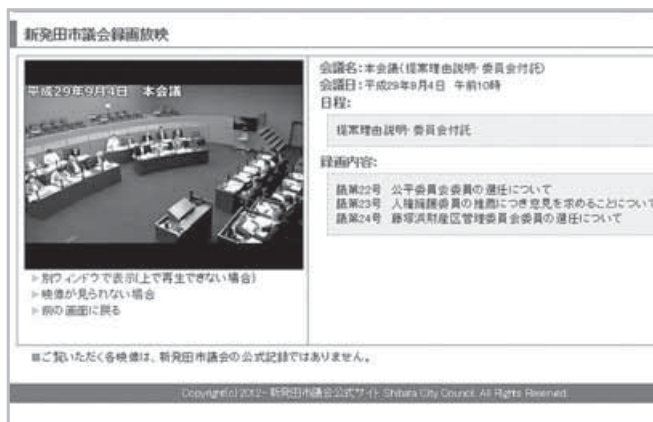 新発田市議会録画放映
平成29年9月4日　本会議
▶別ウィンドウで表示(上で再生できない場合)
▶映像が見られない場合
▶前の画面に戻る
会議名:本会議(提案理由説明・委員会付託)
会議日:平成29年9月4日　午前10時
日程:
提案理由説明・委員会付託
録画内容:
議第22号　公平委員会委員の選任について
議第23号　人権擁護委員の推薦につき意見を求めることについて
議第24号　藤塚浜財産区管理委員会委員の選任について
■ご覧いただく各映像は、新発田市議会の公式記録ではありません。
Copyright(c) 2012- 新発田市議会公式サイト Shibata City Council. All Rights Reserved.